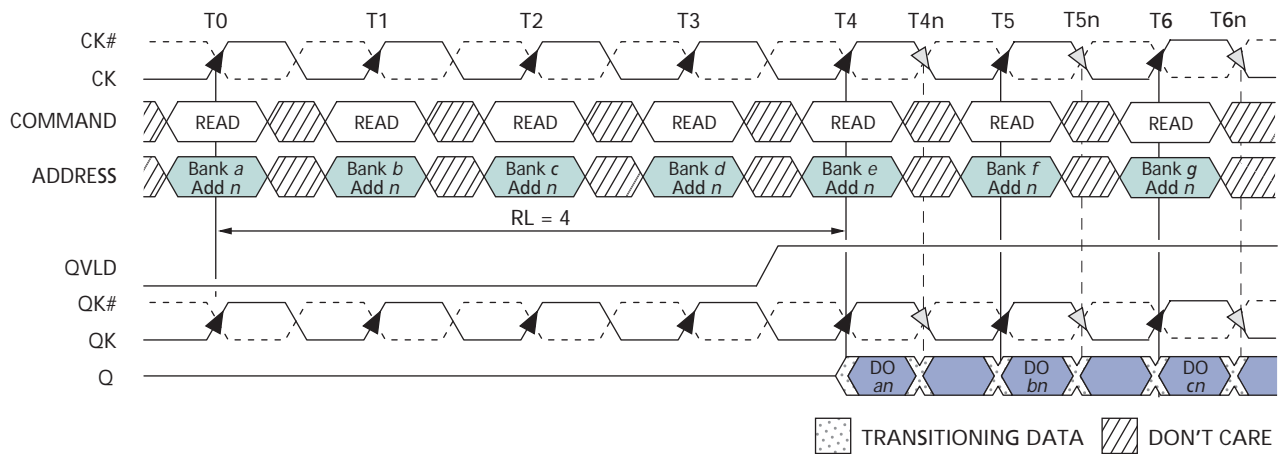 T0 T1 T2 T3 T4 T4n T5 T5n T6 T6n
CK#
CK
COMMAND READ READ READ READ READ READ READ
ADDRESS Bank a Add n Bank b Add n Bank c Add n Bank d Add n Bank e Add n Bank f Add n Bank g Add n
RL = 4
QVLD
QK#
QK
Q DO an DO bn DO cn
TRANSITIONING DATA DON'T CARE